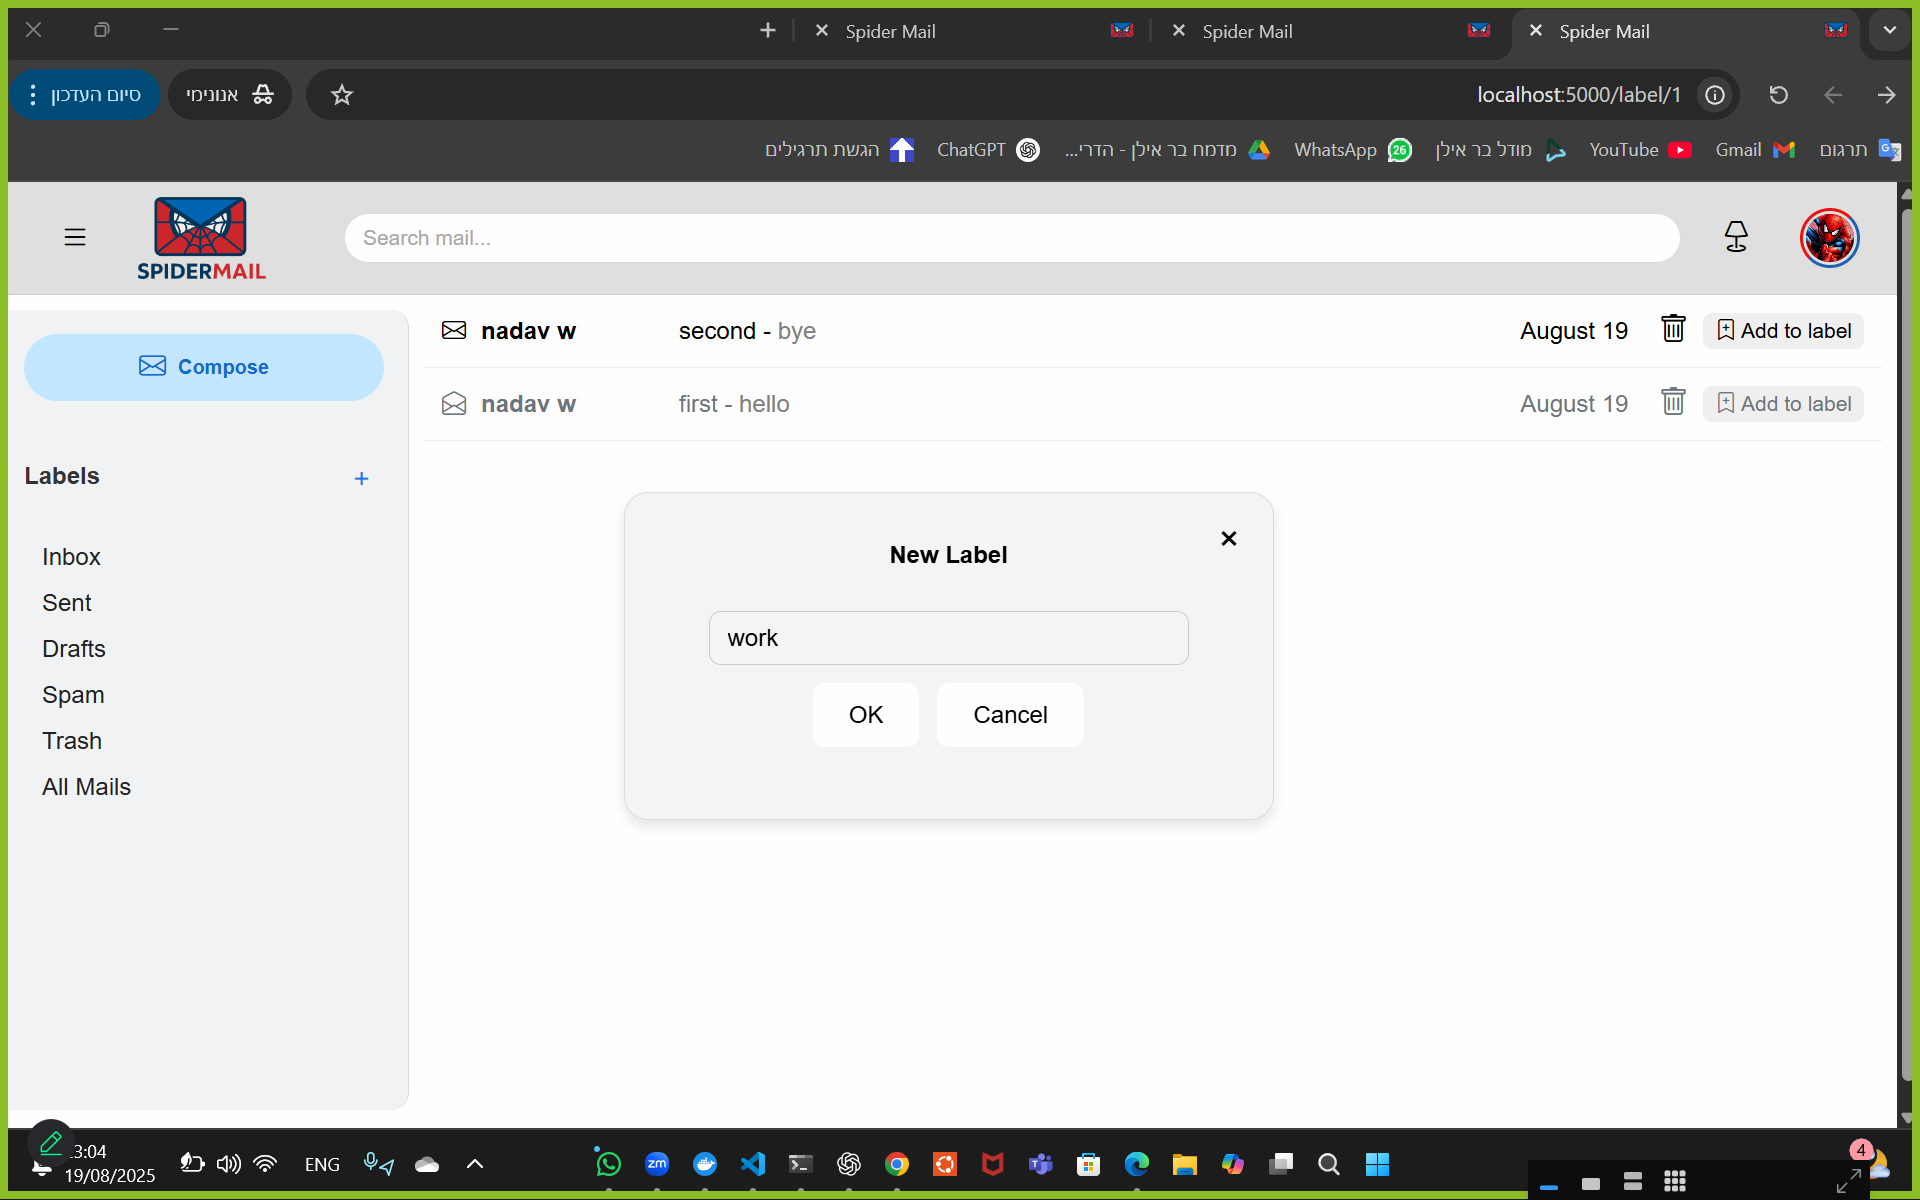 Spider Mail
Spider Mail
Spider Mail
סיום העדכון
אנונימי
localhost:5000/label/1
הגשת תרגילים
ChatGPT
מדמח בר אילן - הדרי...
WhatsApp
26
מודל בר אילן
YouTube
Gmail
תרגום
SPIDERMAIL
Search mail...
Compose
Labels
+
Inbox
Sent
Drafts
Spam
Trash
All Mails
nadav w second - bye August 19 Add to label
nadav w first - hello August 19 Add to label
New Label
work
OK Cancel
3:04
19/08/2025
ENG
zm
4